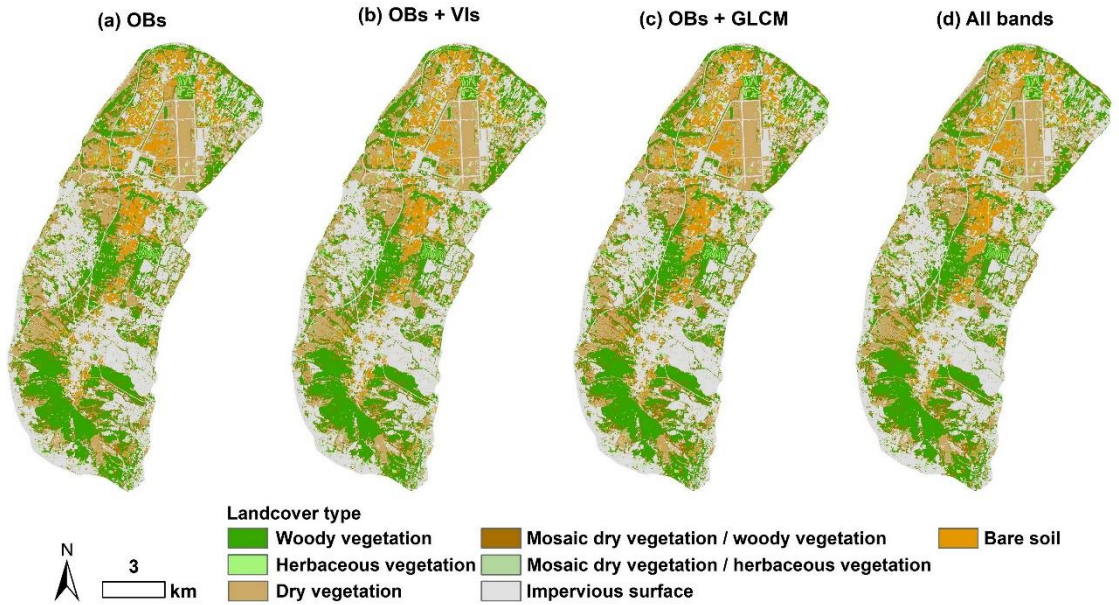 (a) OBs
(b) OBs + VIs
(c) OBs + GLCM
(d) All bands
Landcover type
Woody vegetation
Mosaic dry vegetation / woody vegetation
Bare soil
Herbaceous vegetation
Mosaic dry vegetation / herbaceous vegetation
Dry vegetation
Impervious surface
N
3
km